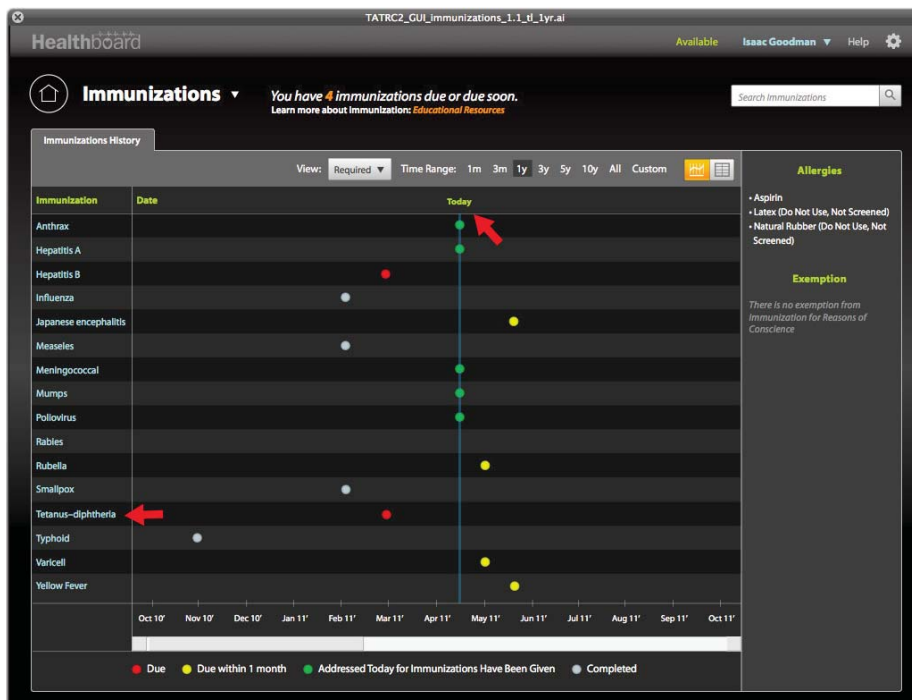 TATRC2_GUI_immunizations_1.1_tl_1yr.ai
Healthboard
Available Isaac Goodman ▼ Help
Immunizations ▼
You have 4 immunizations due or due soon.
Learn more about Immunization: Educational Resources
Search Immunizations
Immunizations History
View: Required ▼ Time Range: 1m 3m 1y 3y 5y 10y All Custom
Immunization Date Today
Anthrax
Hepatitis A
Hepatitis B
Influenza
Japanese encephalitis
Measeles
Meningococcal
Mumps
Poliovirus
Rables
Rubella
Smallpox
Tetanus–diphtheria
Typhoid
Varicell
Yellow Fever
Oct 10' Nov 10' Dec 10' Jan 11' Feb 11' Mar 11' Apr 11' May 11' Jun 11' Jul 11' Aug 11' Sep 11' Oct 11'
Due Due within 1 month Addressed Today for Immunizations Have Been Given Completed
Allergies
• Aspirin
• Latex (Do Not Use, Not Screened)
• Natural Rubber (Do Not Use, Not
Screened)
Exemption
There is no exemption from
Immunization for Reasons of
Conscience